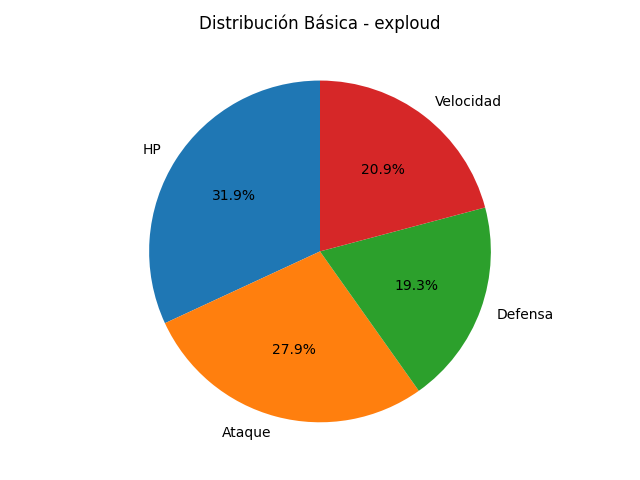 Distribución Básica - exploud
Velocidad
HP
20.9%
31.9%
19.3%
Defensa
27.9%
Ataque